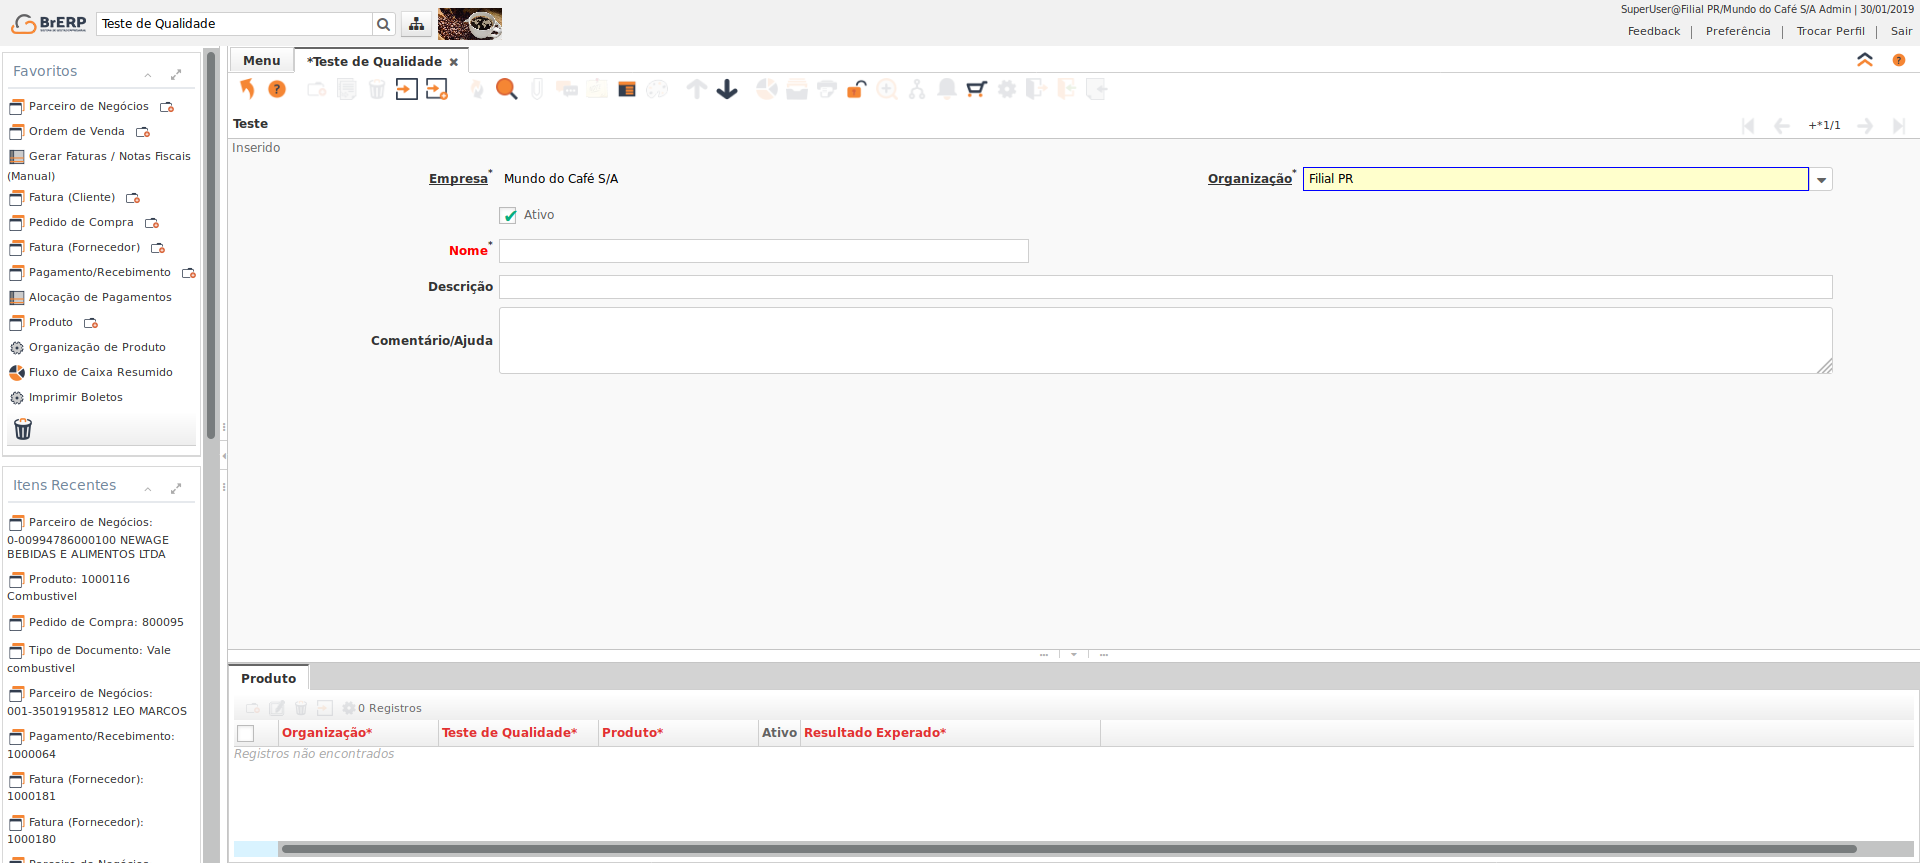 BrERP
Teste de Qualidade
SuperUser@Filial PR/Mundo do Café S/A Admin | 30/01/2019
Feedback | Preferência | Trocar Perfil | Sair
Favoritos
Parceiro de Negócios
Ordem de Venda
Gerar Faturas / Notas Fiscais
(Manual)
Fatura (Cliente)
Pedido de Compra
Fatura (Fornecedor)
Pagamento/Recebimento
Alocação de Pagamentos
Produto
Organização de Produto
Fluxo de Caixa Resumido
Imprimir Boletos
Itens Recentes
Parceiro de Negócios:
0-00994786000100 NEWAGE
BEBIDAS E ALIMENTOS LTDA
Produto: 1000116
Combustivel
Pedido de Compra: 800095
Tipo de Documento: Vale
combustivel
Parceiro de Negócios:
001-35019195812 LEO MARCOS
Pagamento/Recebimento:
1000064
Fatura (Fornecedor):
1000181
Fatura (Fornecedor):
1000180
Parceiro de Negócios
Menu
*Teste de Qualidade
Teste
+*1/1
Inserido
Empresa* Mundo do Café S/A
Organização* Filial PR
Ativo
Nome*
Descrição
Comentário/Ajuda
Produto
0 Registros
Organização* Teste de Qualidade* Produto* Ativo Resultado Experado*
Registros não encontrados